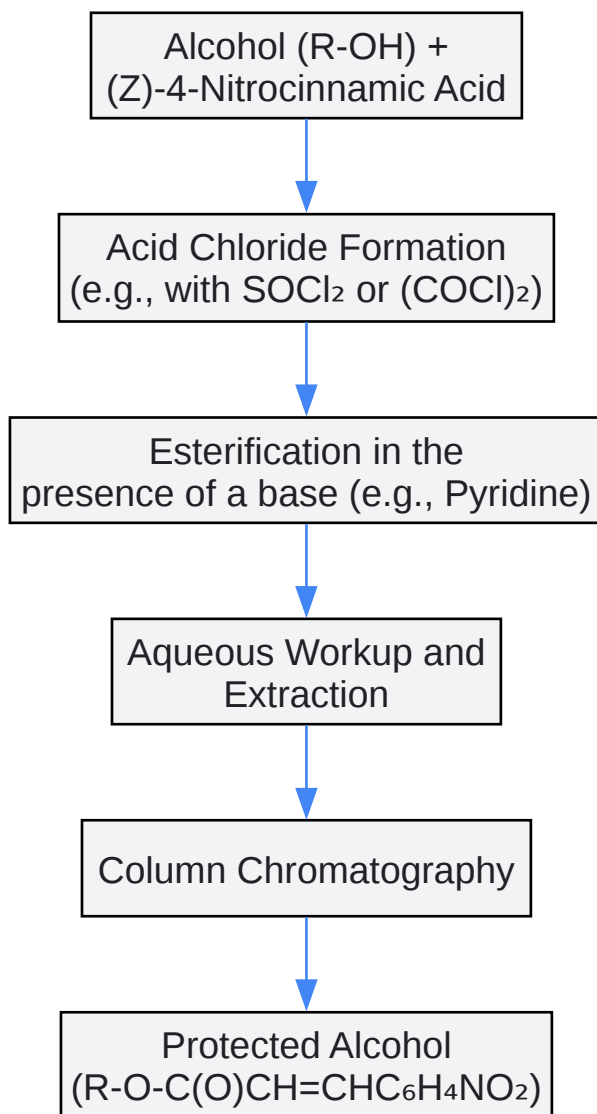 Alcohol (R-OH) +
(Z)-4-Nitrocinnamic Acid
Acid Chloride Formation
(e.g., with SOCl₂ or (COCl)₂)
Esterification in the
presence of a base (e.g., Pyridine)
Aqueous Workup and
Extraction
Column Chromatography
Protected Alcohol
(R-O-C(O)CH=CHC₆H₄NO₂)